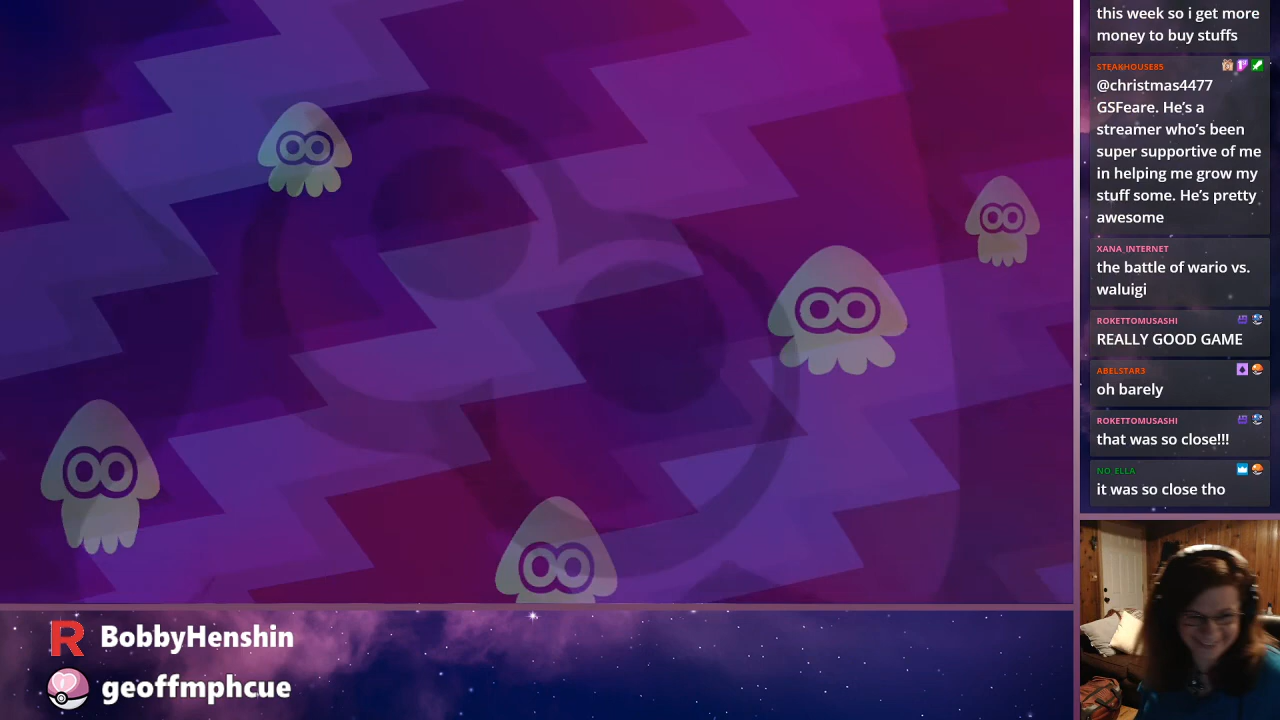 this week so i get more
money to buy stuffs
STEAKHOUSE85
@christmas4477
GSFeare. He's a
streamer who's been
super supportive of me
in helping me grow my
stuff some. He's pretty
awesome
XANA_INTERNET
the battle of wario vs.
waluigi
ROKETTOMUSASHI
REALLY GOOD GAME
ABELSTAR3
oh barely
ROKETTOMUSASHI
that was so close!!!
NO_ELLA
it was so close tho
R BobbyHenshin
geoffmphcue